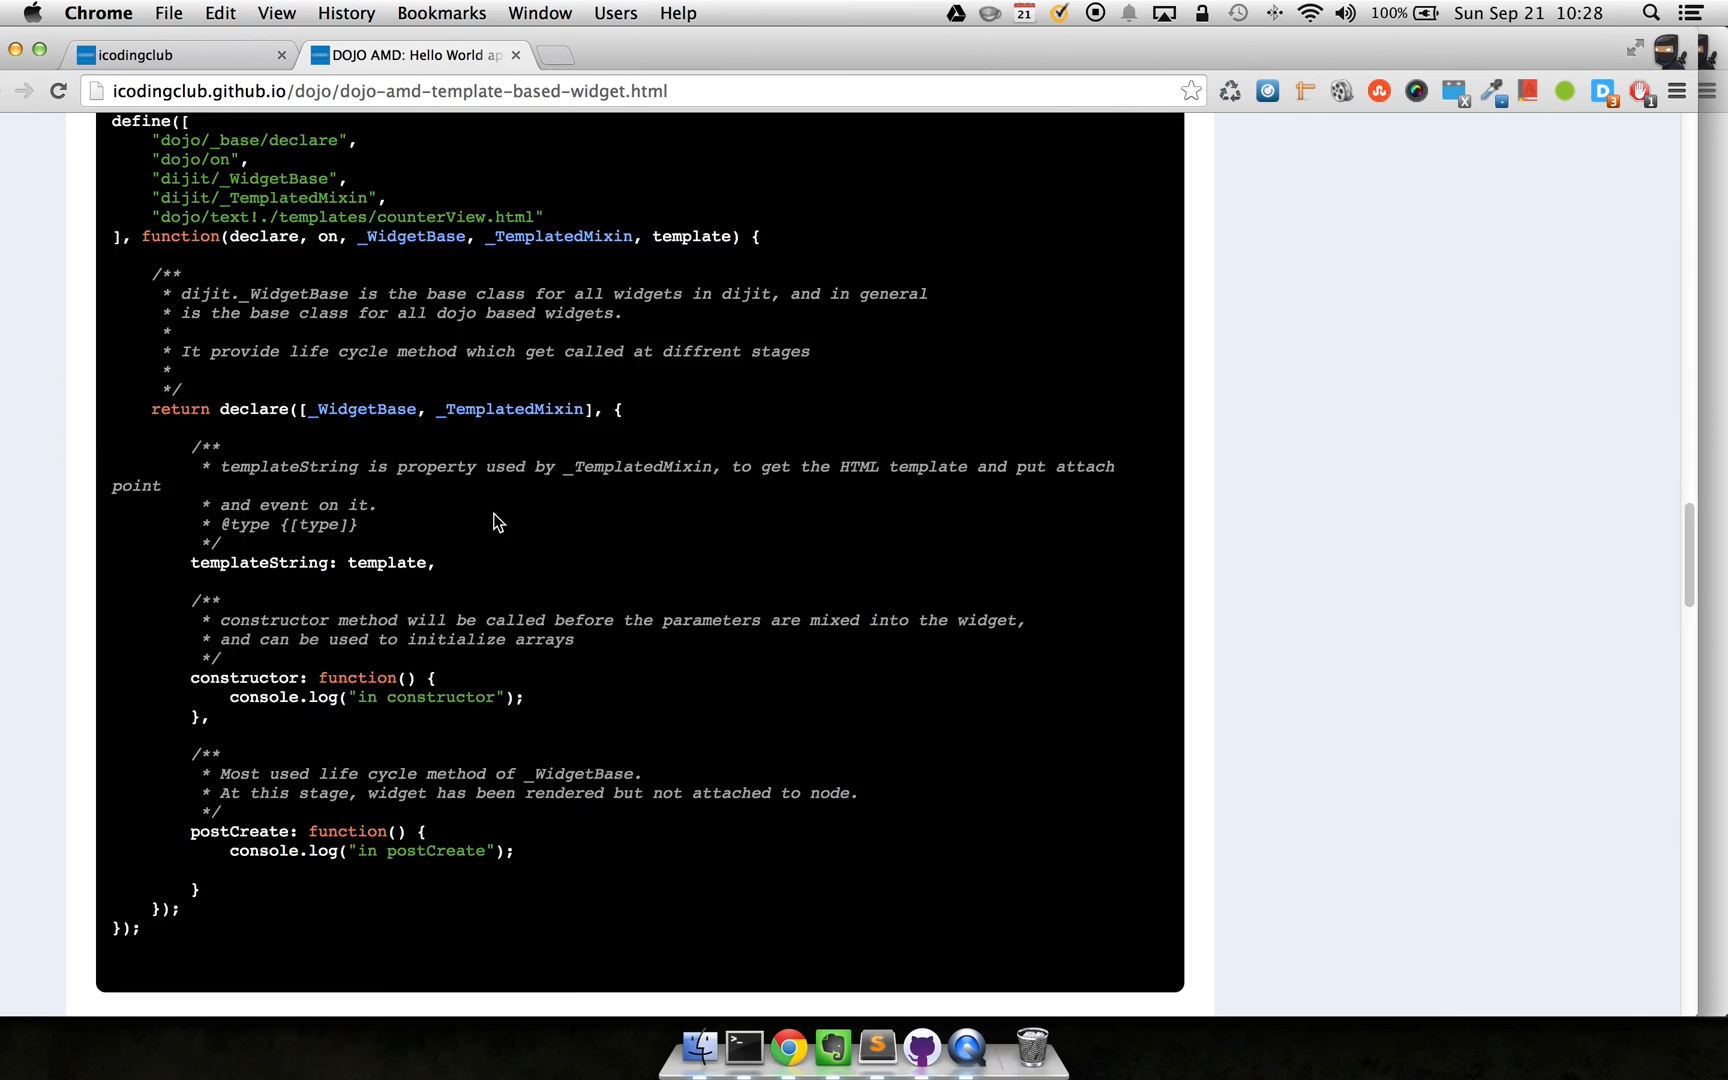 Chrome File Edit View History Bookmarks Window Users Help 21 100% Sun Sep 21 10:28
icodingclub × DOJO AMD: Hello World ap ×
icodingclub.github.io/dojo/dojo-amd-template-based-widget.html X D 3 1
define([
"dojo/_base/declare",
"dojo/on",
"dijit/_WidgetBase",
"dijit/_TemplatedMixin",
"dojo/text!./templates/counterView.html"
], function(declare, on, _WidgetBase, _TemplatedMixin, template) {
/**
* dijit._WidgetBase is the base class for all widgets in dijit, and in general
* is the base class for all dojo based widgets.
*
* It provide life cycle method which get called at diffrent stages
*
*/
return declare([_WidgetBase, _TemplatedMixin], {
/**
* templateString is property used by _TemplatedMixin, to get the HTML template and put attach
point
* and event on it.
* @type {[type]}
*/
templateString: template,
/**
* constructor method will be called before the parameters are mixed into the widget,
* and can be used to initialize arrays
*/
constructor: function() {
console.log("in constructor");
},
/**
* Most used life cycle method of _WidgetBase.
* At this stage, widget has been rendered but not attached to node.
*/
postCreate: function() {
console.log("in postCreate");
}
});
});